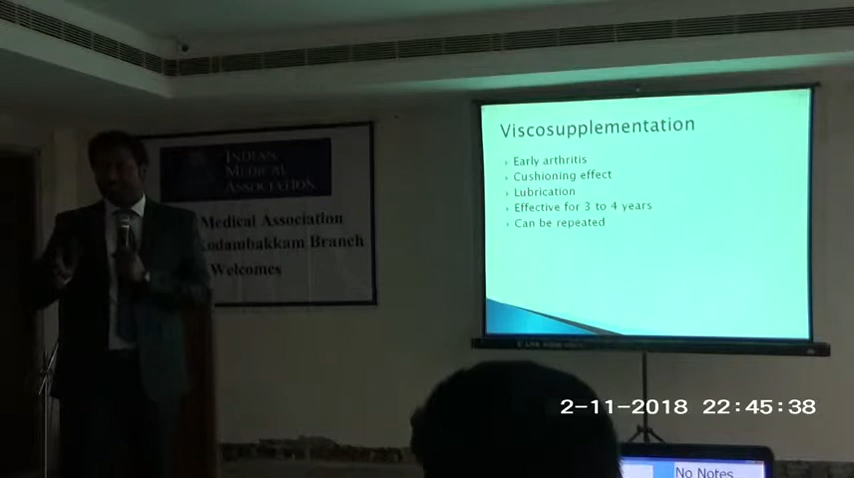 INDIAN
MEDICAL
ASSOCIATION
Medical Association
Kodambakkam Branch
Welcomes
Viscosupplementation
Early arthritis
Cushioning effect
Lubrication
Effective for 3 to 4 years
Can be repeated
2-11-2018 22:45:38
No Notes